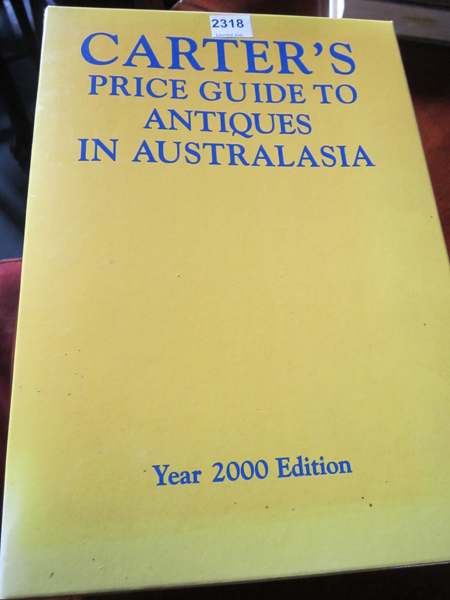 2318
CARTER'S
PRICE GUIDE TO
ANTIQUES
IN AUSTRALASIA
Year 2000 Edition